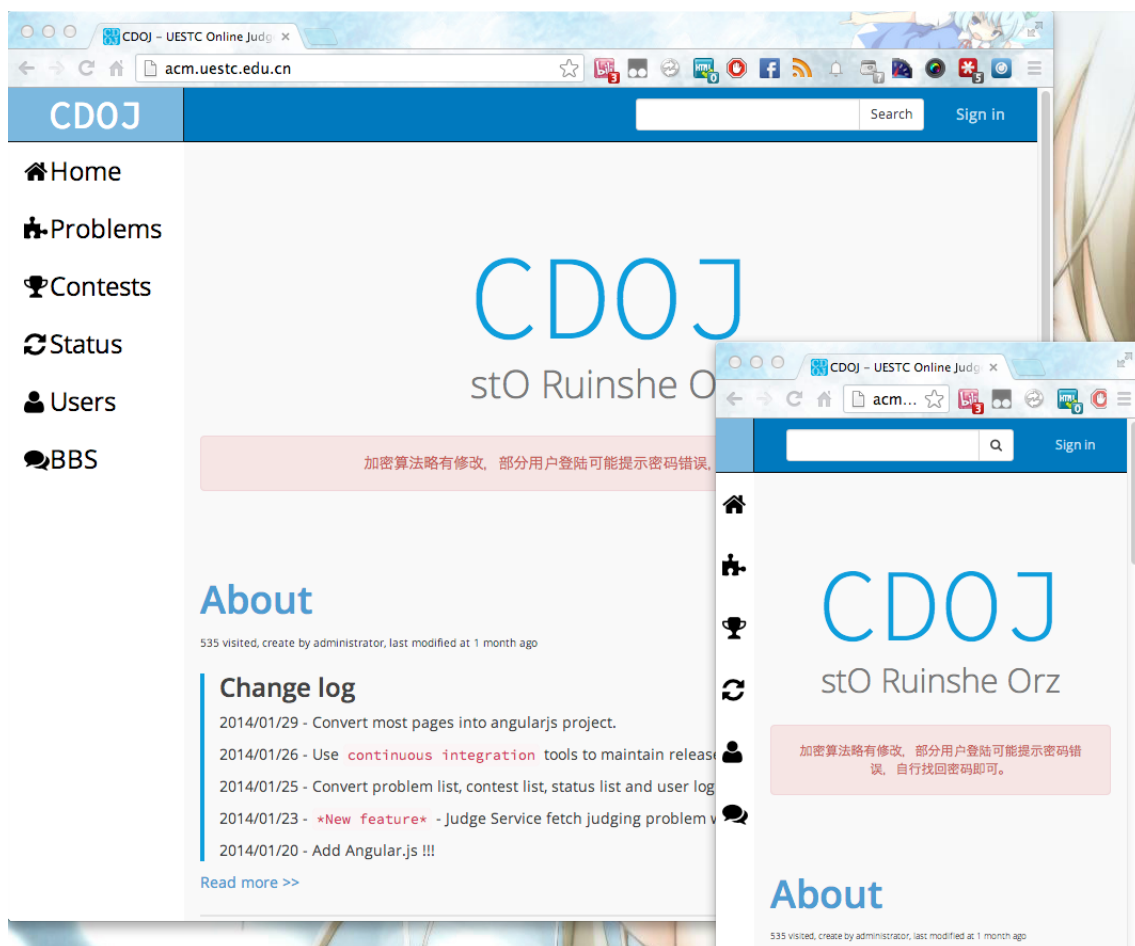 CDOJ – UESTC Online Judg
acm.uestc.edu.cn
CDOJ
Search
Sign in
Home
Problems
Contests
Status
Users
BBS
CDOJ
stO Ruinshe O
加密算法略有修改，部分用户登陆可能提示密码错误，
About
535 visited, create by administrator, last modified at 1 month ago
Change log
2014/01/29 - Convert most pages into angularjs project.
2014/01/26 - Use continuous integration tools to maintain releas
2014/01/25 - Convert problem list, contest list, status list and user log
2014/01/23 - *New feature* - Judge Service fetch judging problem
2014/01/20 - Add Angular.js !!!
Read more >>
CDOJ – UESTC Online Judg
acm...
Sign in
CDOJ
stO Ruinshe Orz
加密算法略有修改，部分用户登陆可能提示密码错
误，自行找回密码即可。
About
535 visited, create by administrator, last modified at 1 month ago